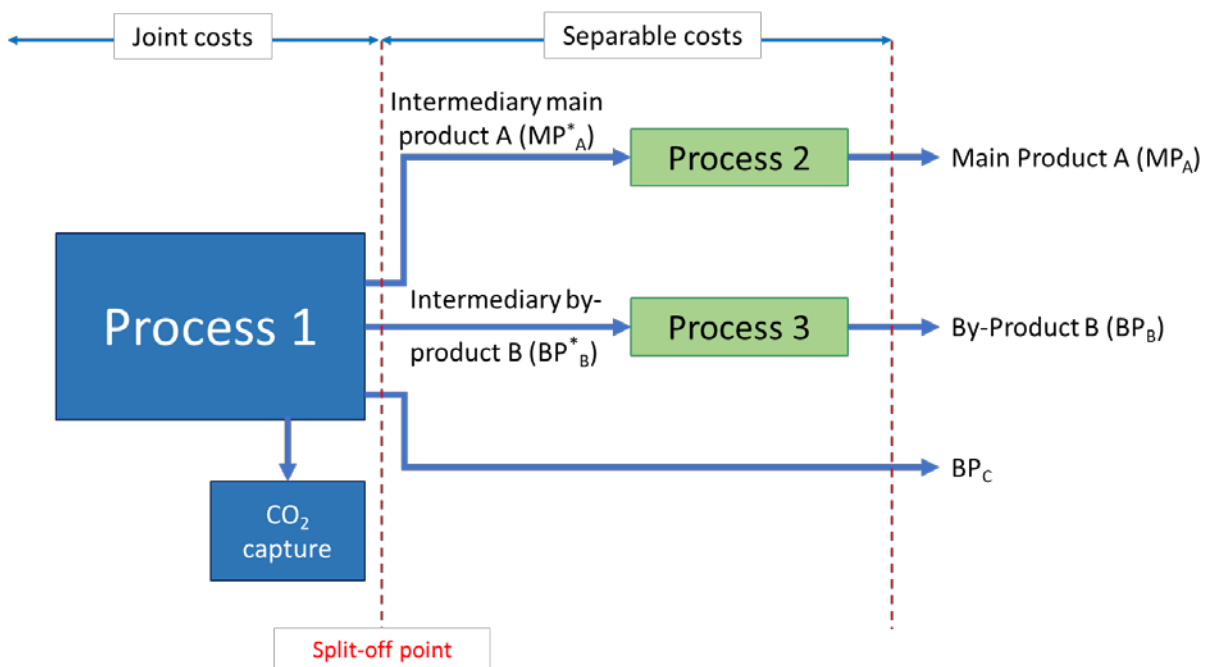 Joint costs
Separable costs
Intermediary main
product A (MP*A)
Process 2
Main Product A (MPA)
Process 1
Intermediary by-
product B (BP*B)
Process 3
By-Product B (BPB)
BPC
CO2
capture
Split-off point